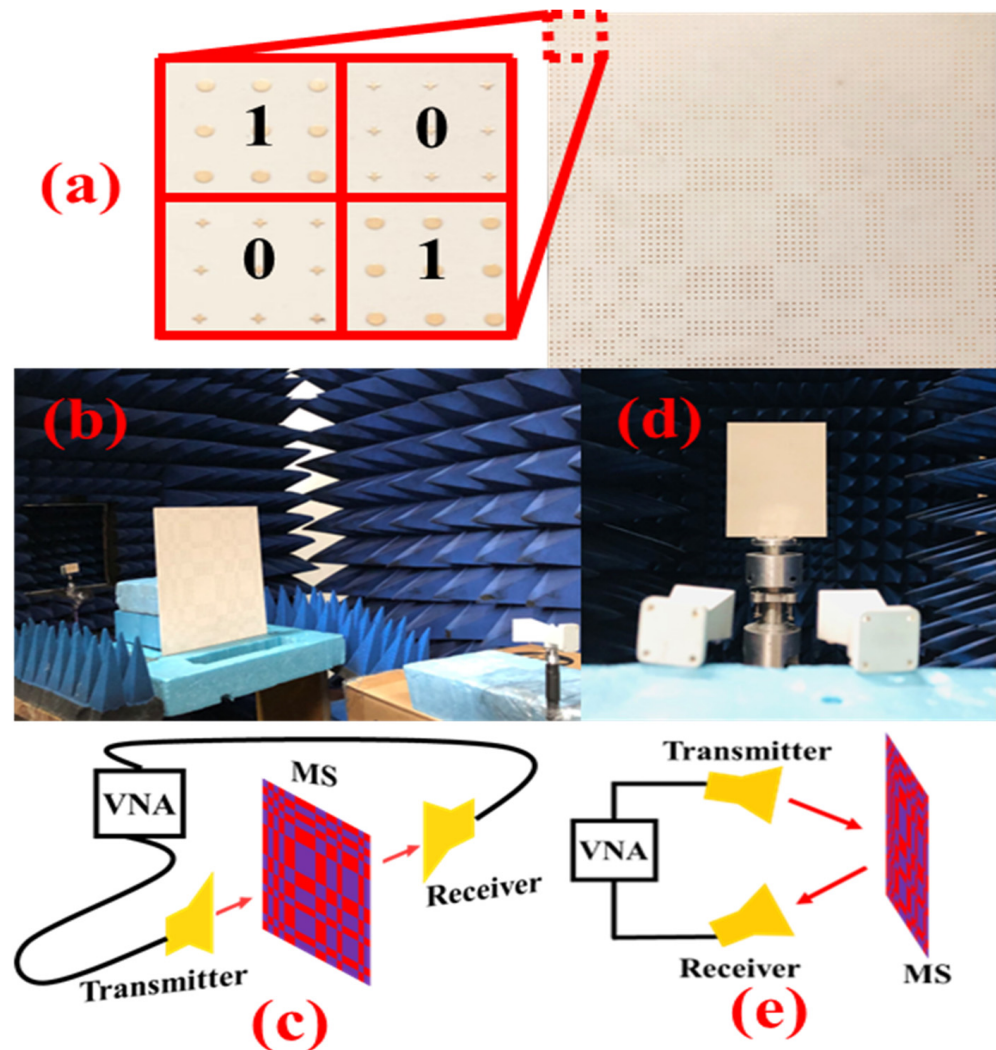 (a)
1
0
0
1
(b)
(d)
VNA
MS
Receiver
Transmitter
(c)
Transmitter
VNA
Receiver
MS
(e)